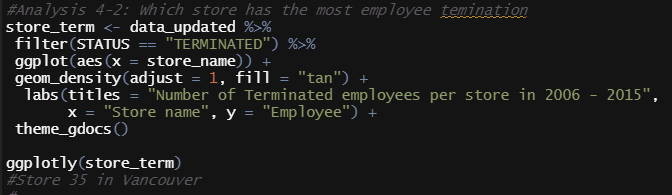 #Analysis 4-2: Which store has the most employee temination
store_term <- data_updated %>%
filter(STATUS == "TERMINATED") %>%
ggplot(aes(x = store_name)) +
geom_density(adjust = 1, fill = "tan") +
labs(titles = "Number of Terminated employees per store in 2006 - 2015",
x = "Store name", y = "Employee") +
theme_gdocs()
ggplotly(store_term)
#Store 35 in Vancouver
#